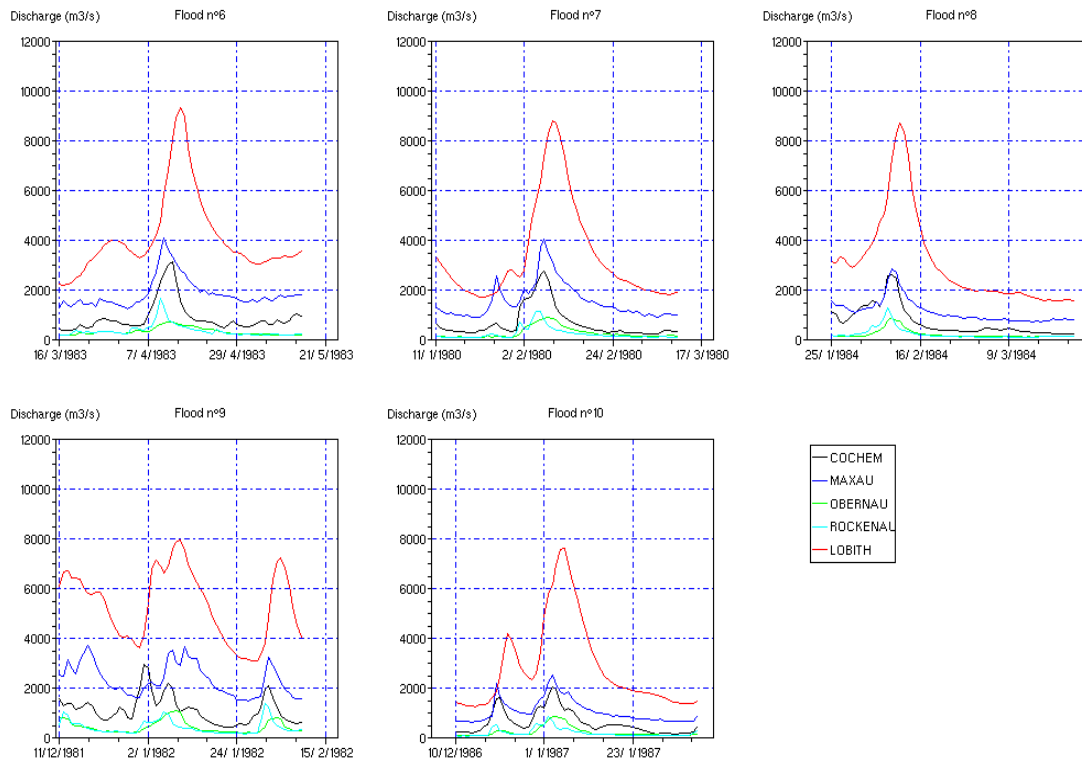 Discharge (m3/s) Flood nº6
12000
10000
8000
6000
4000
2000
0
16/ 3/1983 7/ 4/1983 29/ 4/1983 21/ 5/1983
Discharge (m3/s) Flood nº7
12000
10000
8000
6000
4000
2000
0
11/ 1/1980 2/ 2/1980 24/ 2/1980 17/ 3/1980
Discharge (m3/s) Flood nº8
12000
10000
8000
6000
4000
2000
0
25/ 1/1984 16/ 2/1984 9/ 3/1984
Discharge (m3/s) Flood nº9
12000
10000
8000
6000
4000
2000
0
11/12/1981 2/ 1/1982 24/ 1/1982 15/ 2/1982
Discharge (m3/s) Flood nº10
12000
10000
8000
6000
4000
2000
0
10/12/1986 1/ 1/1987 23/ 1/1987
COCHEM
MAXAU
OBERNAU
ROCKENAU
LOBITH